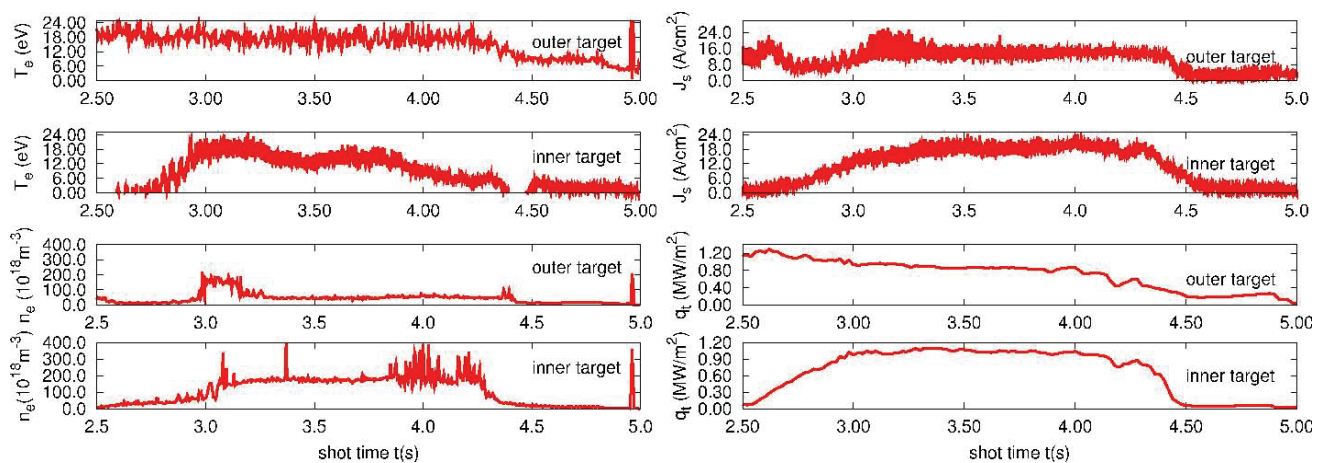 24.00
18.00
12.00
6.00
0.00
T_e (eV)
outer target
2.50 3.00 3.50 4.00 4.50 5.00
24.00
18.00
12.00
6.00
0.00
T_e (eV)
inner target
2.50 3.00 3.50 4.00 4.50 5.00
400.0
300.0
200.0
100.0
0.0
n_e (10^18m^-3)
outer target
2.5 3.0 3.5 4.0 4.5 5.0
400.0
300.0
200.0
100.0
0.0
n_e(10^18m^-3)
inner target
2.5 3.0 3.5 4.0 4.5 5.0
shot time t(s)
24.0
16.0
8.0
0.0
J_s (A/cm^2)
outer target
2.5 3.0 3.5 4.0 4.5 5.0
24.0
18.0
12.0
6.0
0.0
J_s (A/cm^2)
inner target
2.5 3.0 3.5 4.0 4.5 5.0
1.20
0.80
0.40
0.00
q_t (MW/m^2)
outer target
2.50 3.00 3.50 4.00 4.50 5.00
1.20
0.90
0.60
0.30
0.00
q_t (MW/m^2)
inner target
2.50 3.00 3.50 4.00 4.50 5.00
shot time t(s)